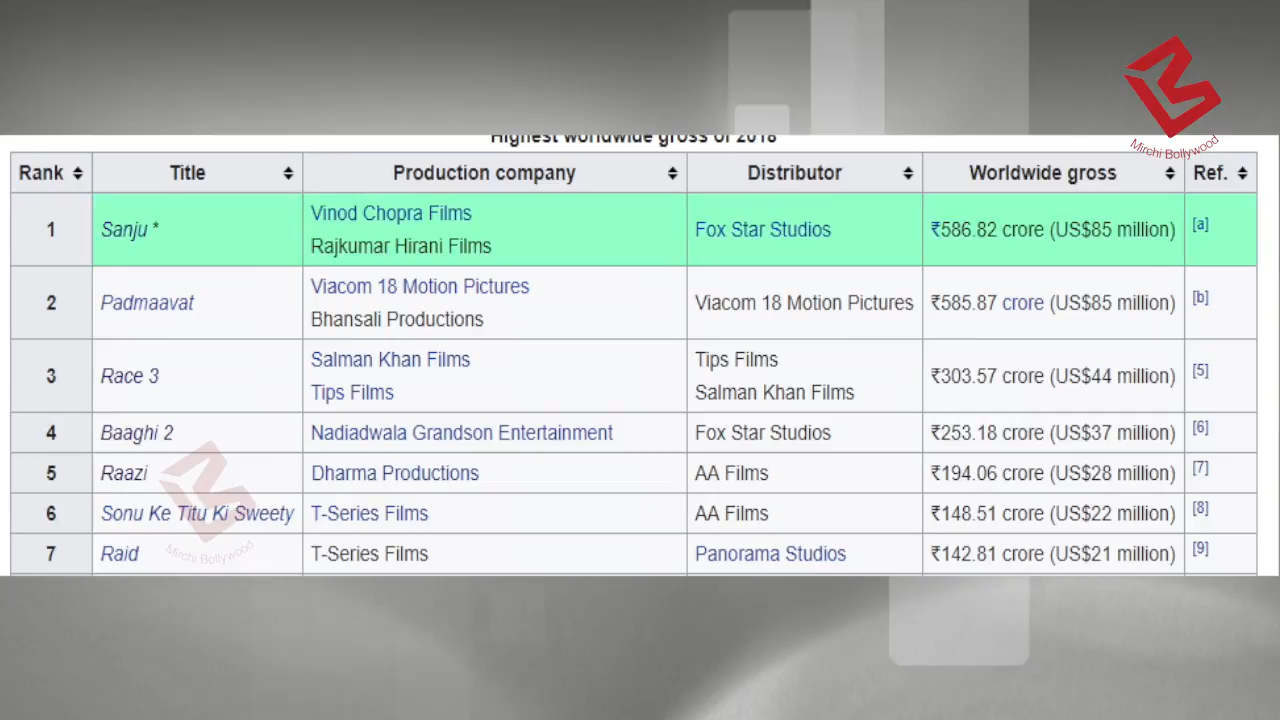 Mirchi Bollywood
Highest worldwide gross of 2018
Rank Title Production company Distributor Worldwide gross Ref.
1 Sanju * Vinod Chopra Films Fox Star Studios ₹586.82 crore (US$85 million) [a]
Rajkumar Hirani Films
2 Padmaavat Viacom 18 Motion Pictures Viacom 18 Motion Pictures ₹585.87 crore (US$85 million) [b]
Bhansali Productions
3 Race 3 Salman Khan Films Tips Films ₹303.57 crore (US$44 million) [5]
Tips Films Salman Khan Films
4 Baaghi 2 Nadiadwala Grandson Entertainment Fox Star Studios ₹253.18 crore (US$37 million) [6]
5 Raazi Dharma Productions AA Films ₹194.06 crore (US$28 million) [7]
6 Sonu Ke Titu Ki Sweety T-Series Films AA Films ₹148.51 crore (US$22 million) [8]
7 Raid T-Series Films Panorama Studios ₹142.81 crore (US$21 million) [9]
Mirchi Bollywood